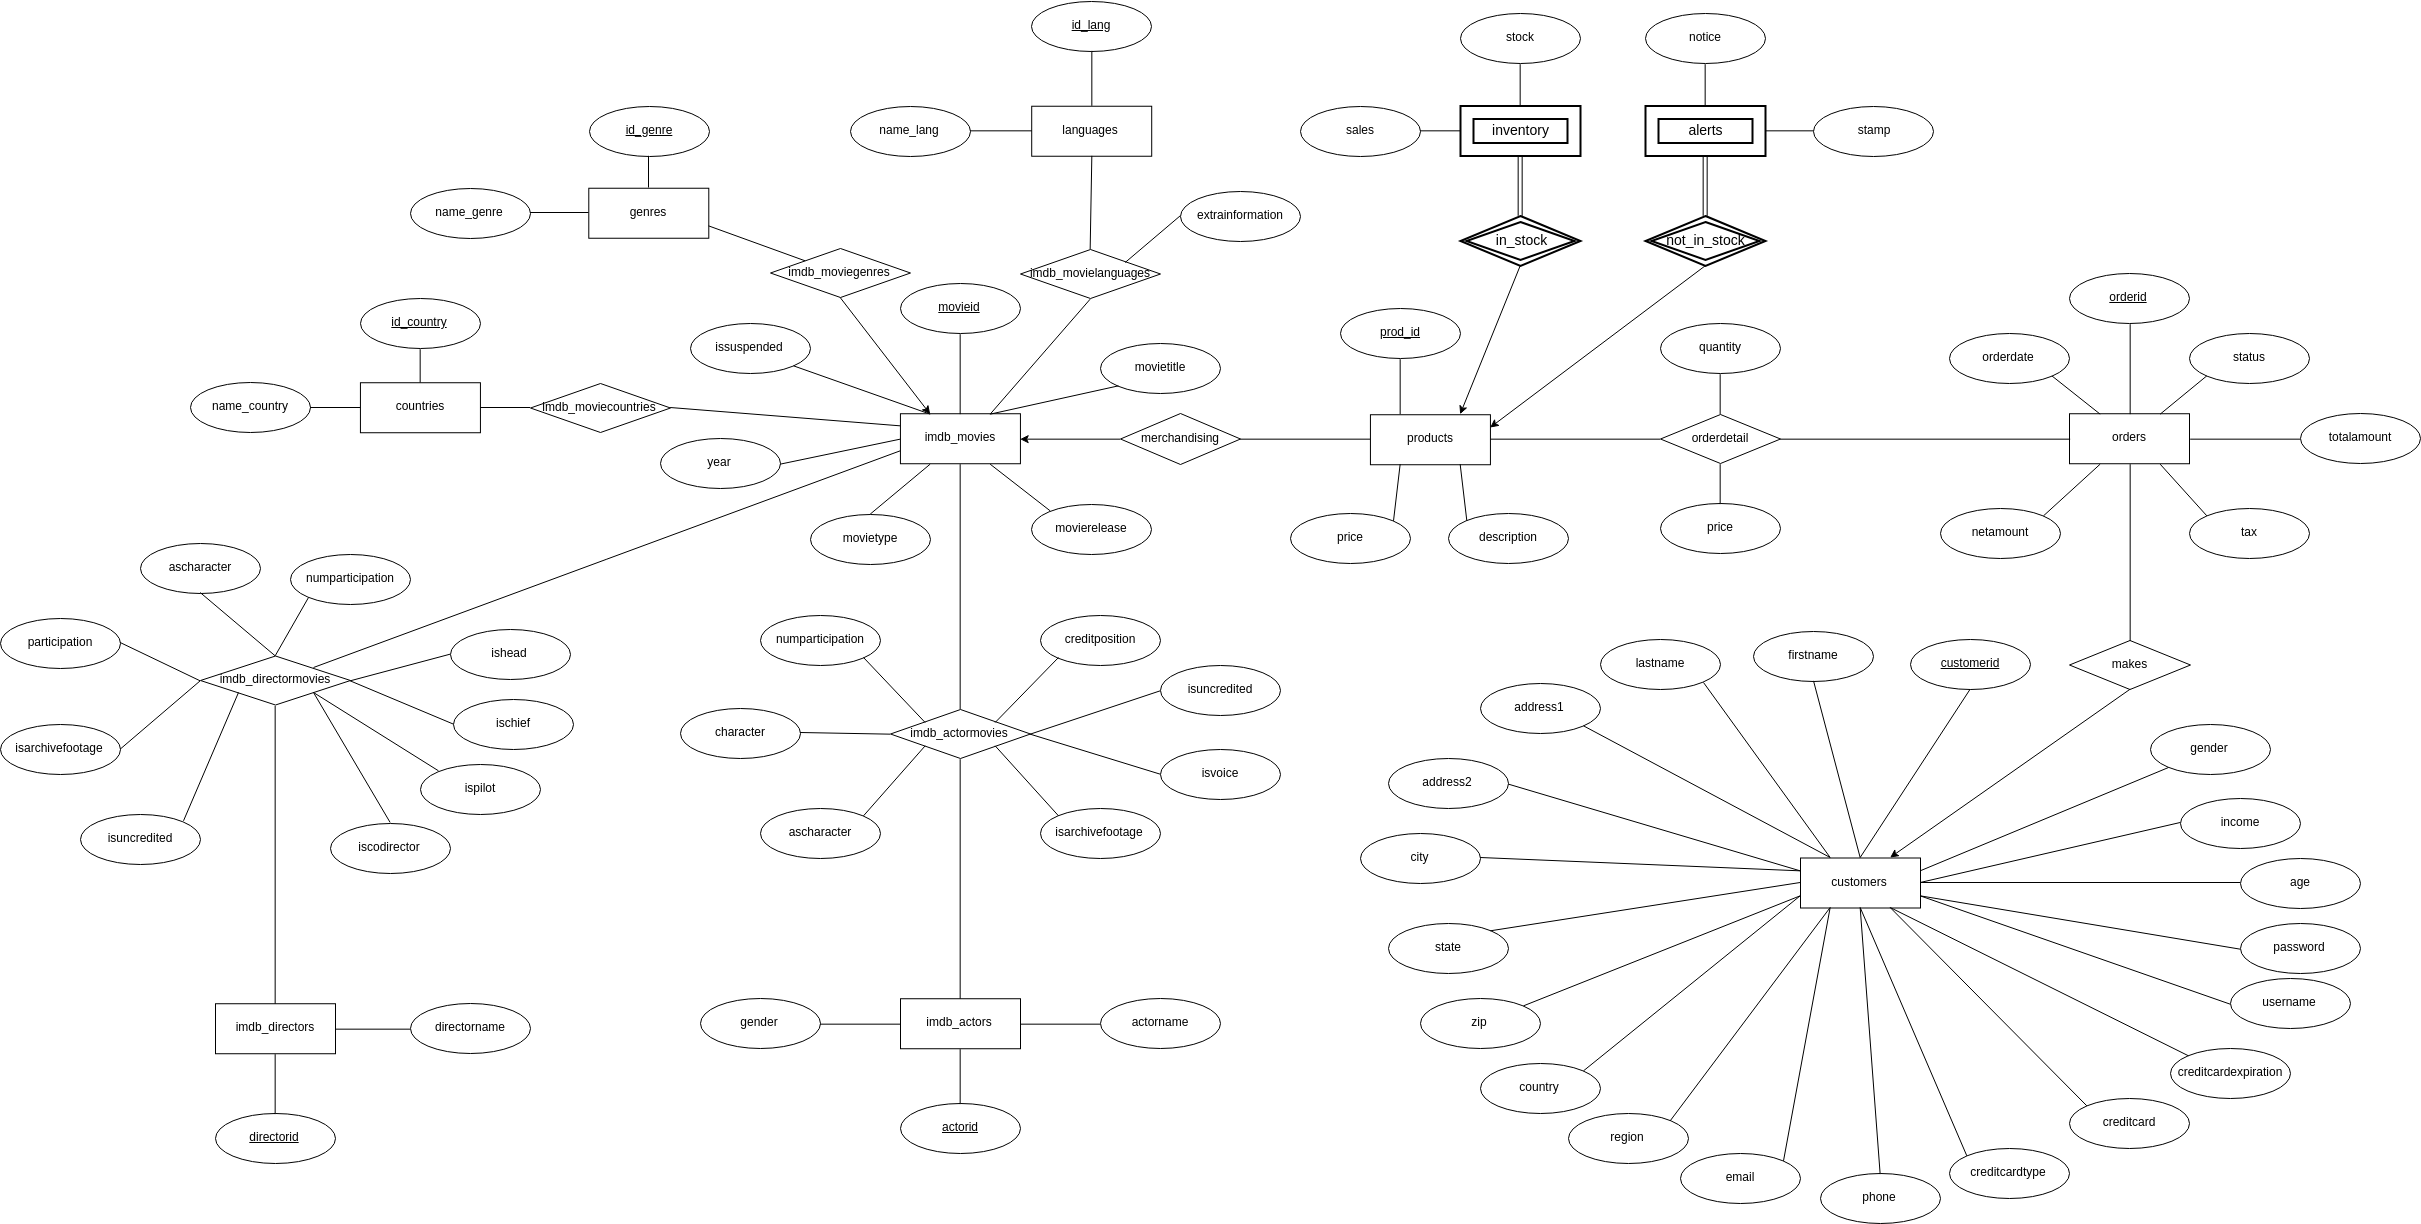 id_lang
stock
notice
id_genre
name_lang
languages
sales
inventory
alerts
stamp
name_genre
genres
extrainformation
in_stock
not_in_stock
imdb_moviegenres
imdb_movielanguages
id_country
movieid
orderid
issuspended
prod_id
quantity
orderdate
status
movietitle
name_country
countries
imdb_moviecountries
imdb_movies
merchandising
products
orderdetail
orders
totalamount
year
movietype
movierelease
price
description
price
netamount
tax
ascharacter
numparticipation
participation
ishead
numparticipation
creditposition
lastname
firstname
customerid
makes
imdb_directormovies
isuncredited
address1
ischief
character
imdb_actormovies
isarchivefootage
isvoice
gender
ispilot
address2
isuncredited
iscodirector
ascharacter
isarchivefootage
city
income
customers
age
state
password
imdb_directors
directorname
gender
imdb_actors
actorname
zip
username
country
creditcardexpiration
directorid
actorid
region
creditcard
email
phone
creditcardtype